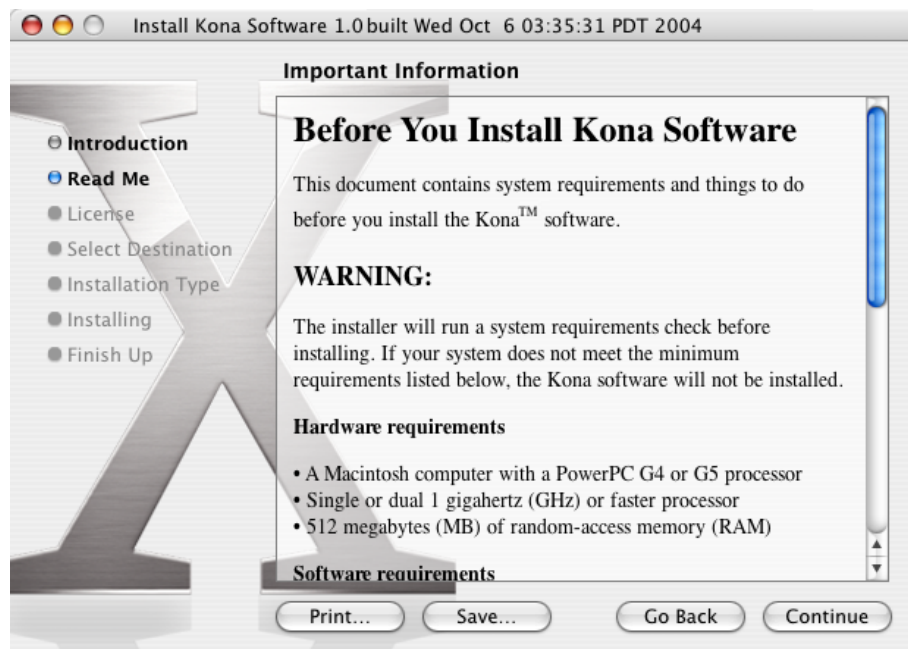 Install Kona Software 1.0 built Wed Oct  6 03:35:31 PDT 2004
Important Information
Introduction
Read Me
License
Select Destination
Installation Type
Installing
Finish Up
Before You Install Kona Software
This document contains system requirements and things to do
before you install the Kona™ software.
WARNING:
The installer will run a system requirements check before
installing. If your system does not meet the minimum
requirements listed below, the Kona software will not be installed.
Hardware requirements
• A Macintosh computer with a PowerPC G4 or G5 processor
• Single or dual 1 gigahertz (GHz) or faster processor
• 512 megabytes (MB) of random-access memory (RAM)
Software requirements
Print...
Save...
Go Back
Continue